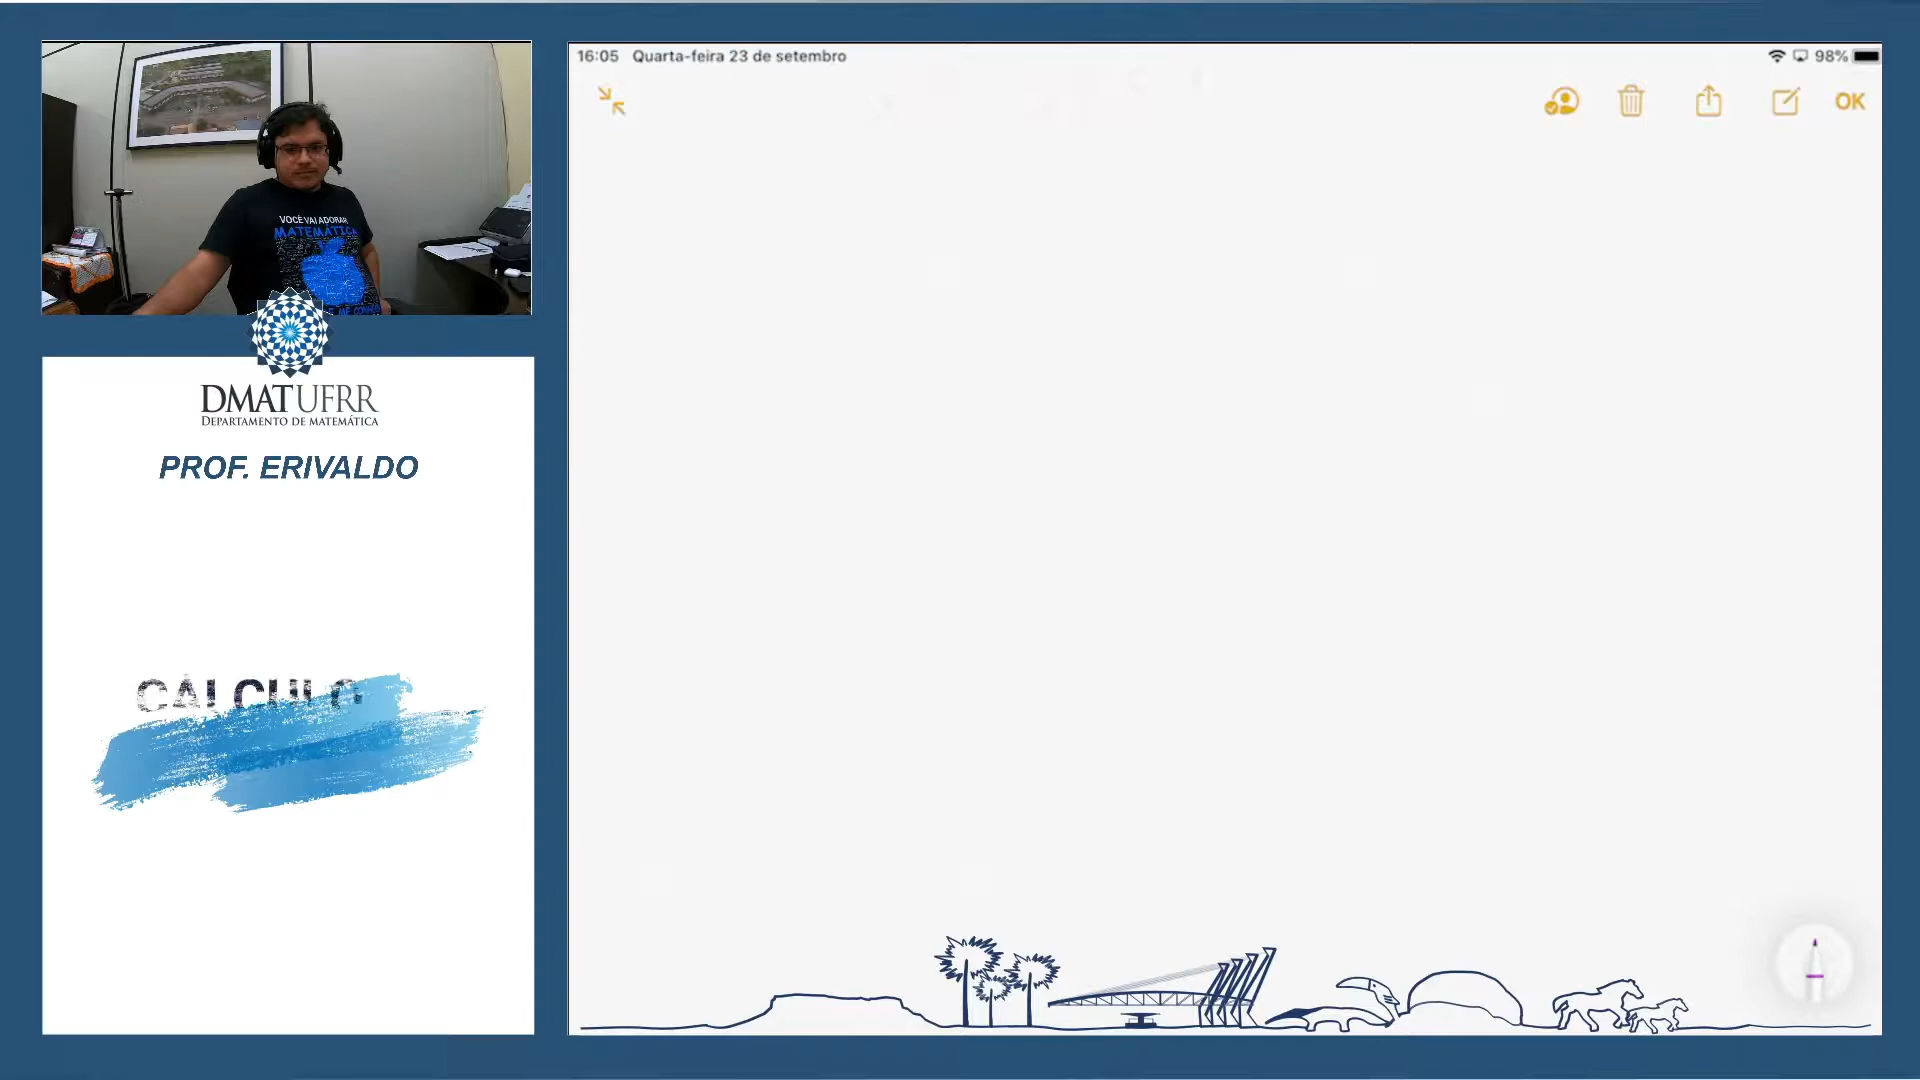 16:05 Quarta-feira 23 de setembro
98%
OK
VOCÊ VAI ADORAR
MATEMÁTICA
DMATUFRR
DEPARTAMENTO DE MATEMÁTICA
PROF. ERIVALDO
CÁLCULO